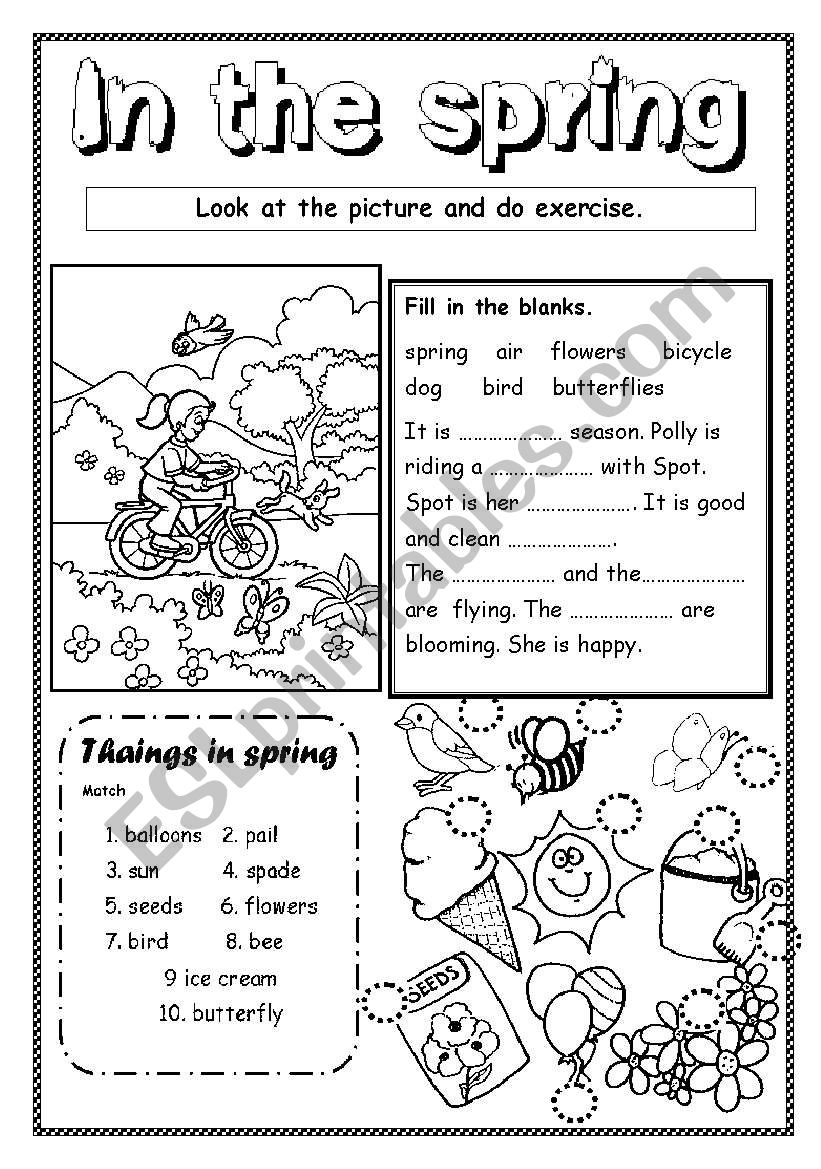 In the spring
Look at the picture and do exercise.
Fill in the blanks.
spring air flowers bicycle
dog bird butterflies
It is ………………… season. Polly is
riding a ………………… with Spot.
Spot is her …………………. It is good
and clean ………………….
The ………………… and the…………………
are flying. The ………………… are
blooming. She is happy.
Thaings in spring
Match
1. balloons 2. pail
3. sun 4. spade
5. seeds 6. flowers
7. bird 8. bee
9 ice cream
10. butterfly
SEEDS
ESLprintables.com